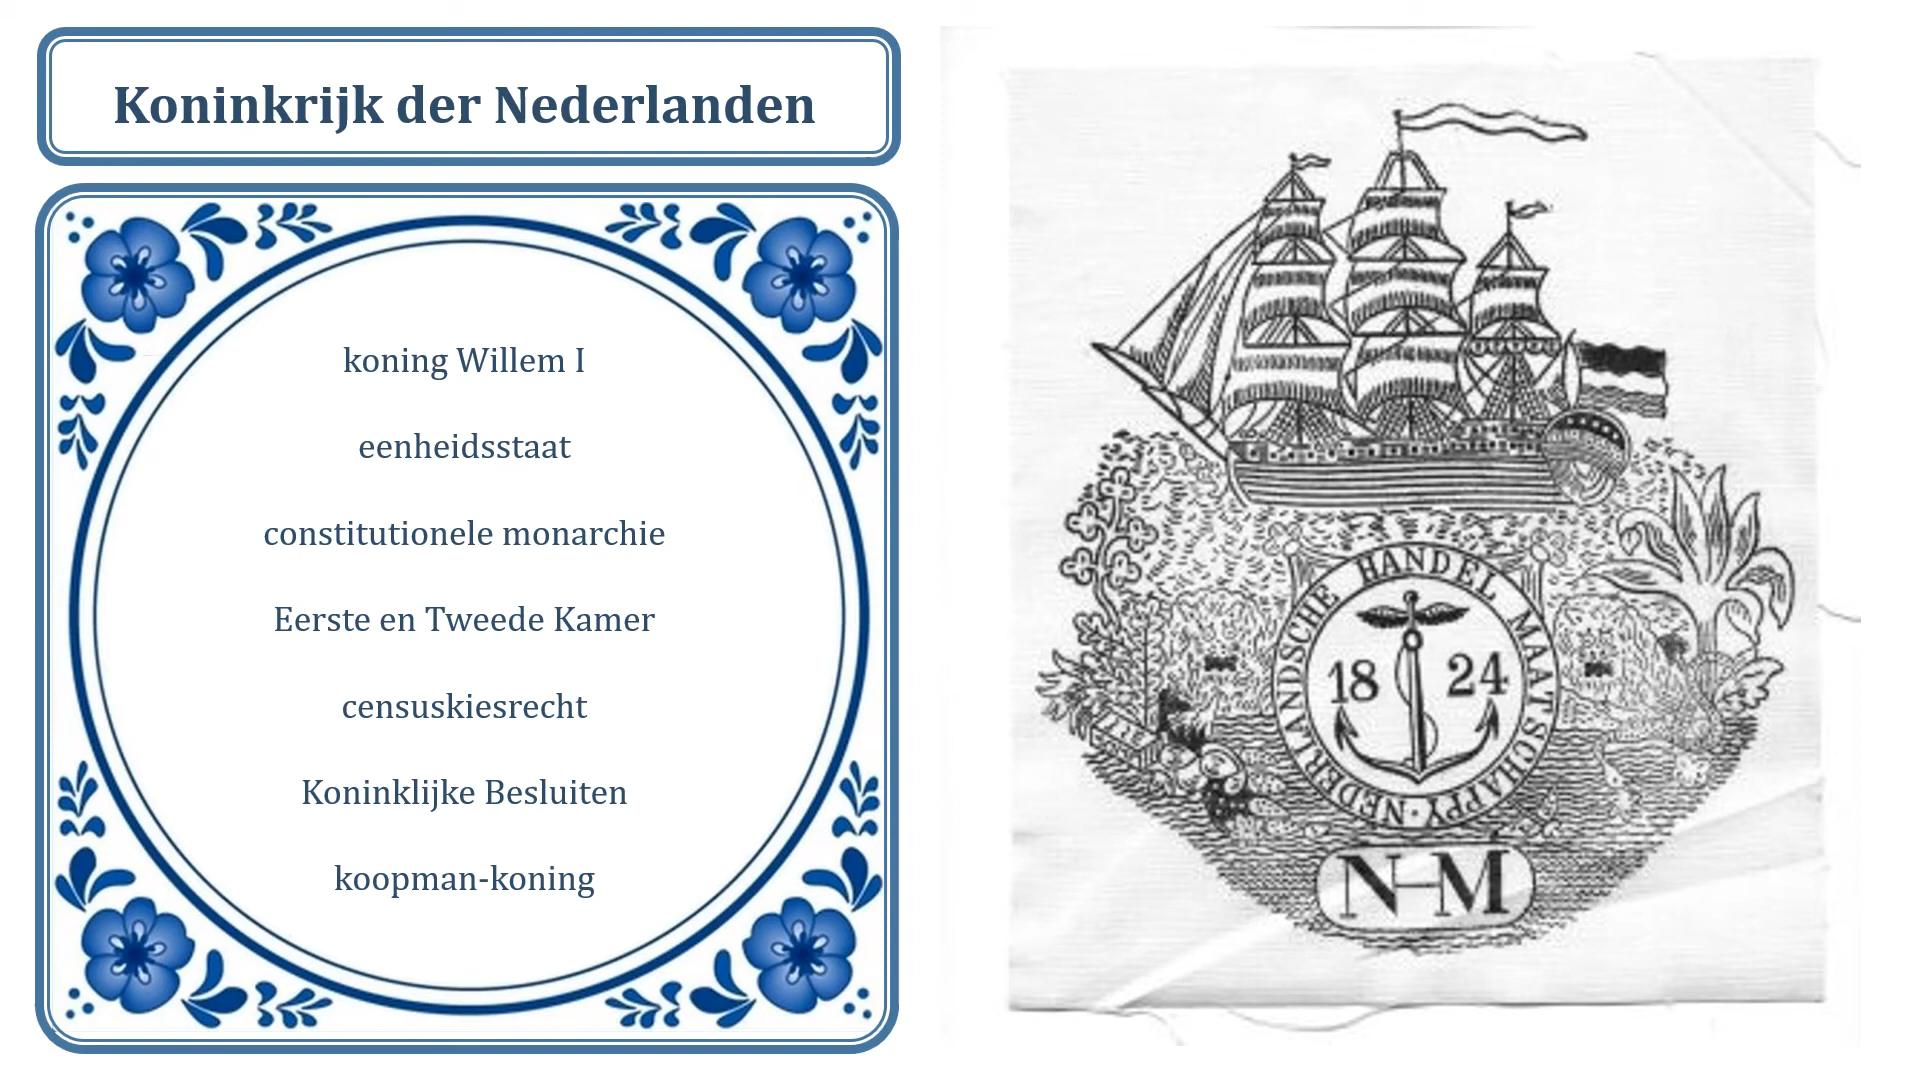 Koninkrijk der Nederlanden
koning Willem I
eenheidsstaat
constitutionele monarchie
Eerste en Tweede Kamer
censuskiesrecht
Koninklijke Besluiten
koopman-koning
NEDERLANDSCHE HANDEL MAATSCHAPPY
18 24
N-M